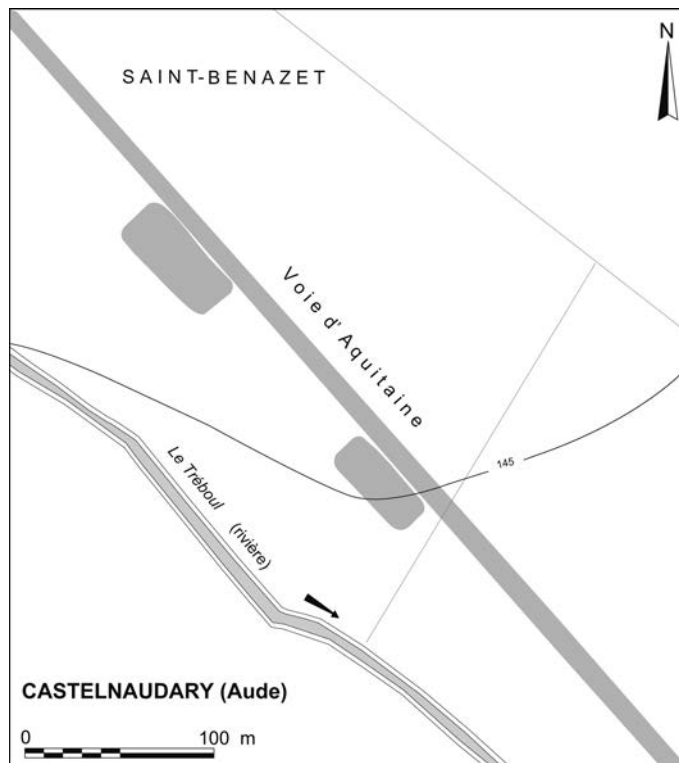 N
SAINT-BENAZET
Voie d'Aquitaine
145
Le Tréboul (rivière)
CASTELNAUDARY (Aude)
0 100 m